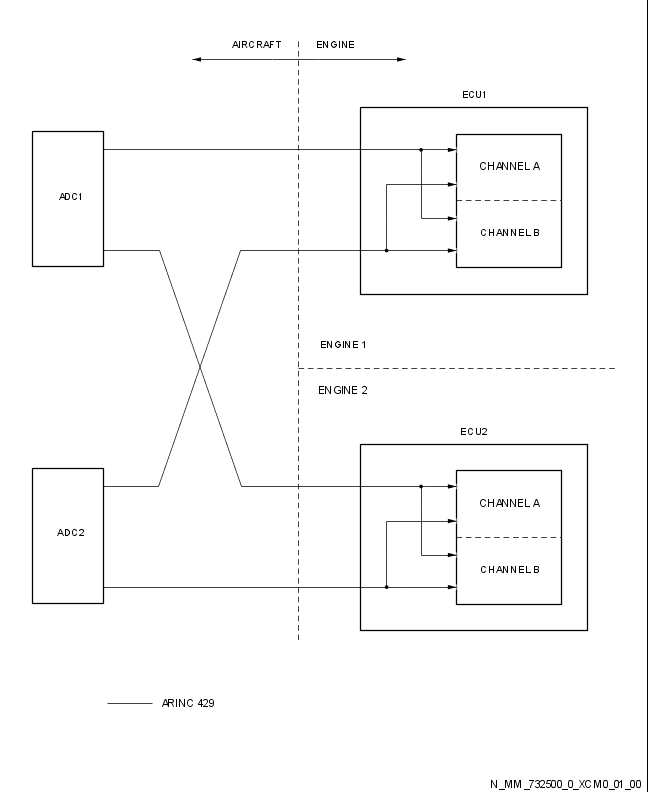 AIRCRAFT ENGINE
ECU1
ADC1
CHANNEL A
CHANNEL B
ENGINE 1
ENGINE 2
ECU2
ADC2
CHANNEL A
CHANNEL B
ARINC 429
N_MM_732500_0_XCM0_01_00